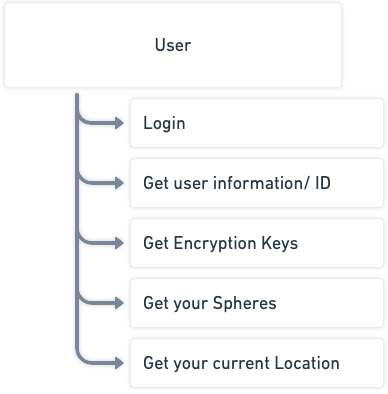 User
Login
Get user information/ ID
Get Encryption Keys
Get your Spheres
Get your current Location